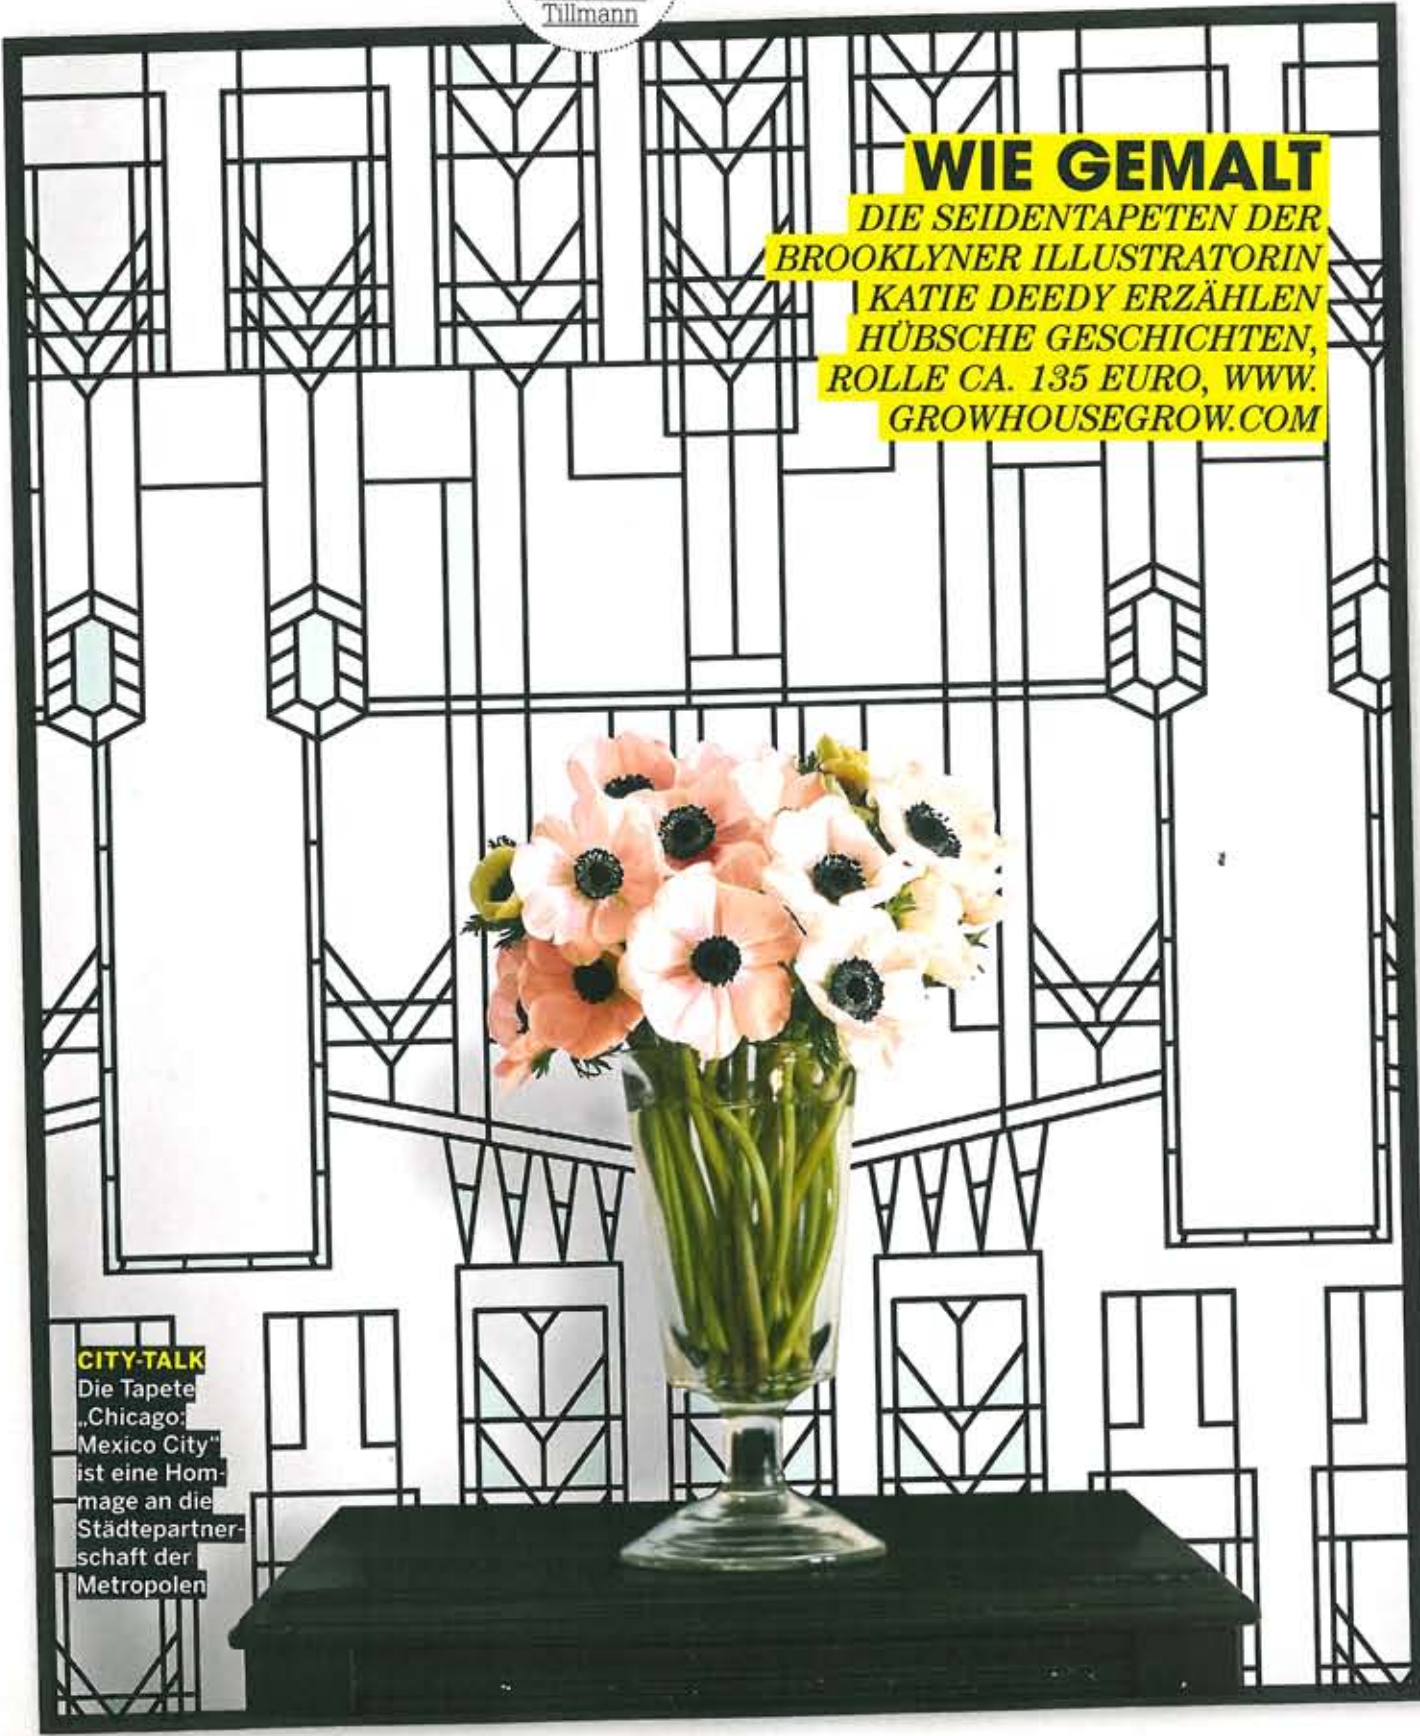 Tillmann
WIE GEMALT
DIE SEIDENTAPETEN DER
BROOKLYNER ILLUSTRATORIN
KATIE DEEDY ERZÄHLEN
HÜBSCHE GESCHICHTEN,
ROLLE CA. 135 EURO, WWW.
GROWHOUSEGROW.COM
CITY-TALK
Die Tapete
„Chicago:
Mexico City“
ist eine Hom-
mage an die
Städtepartner-
schaft der
Metropolen